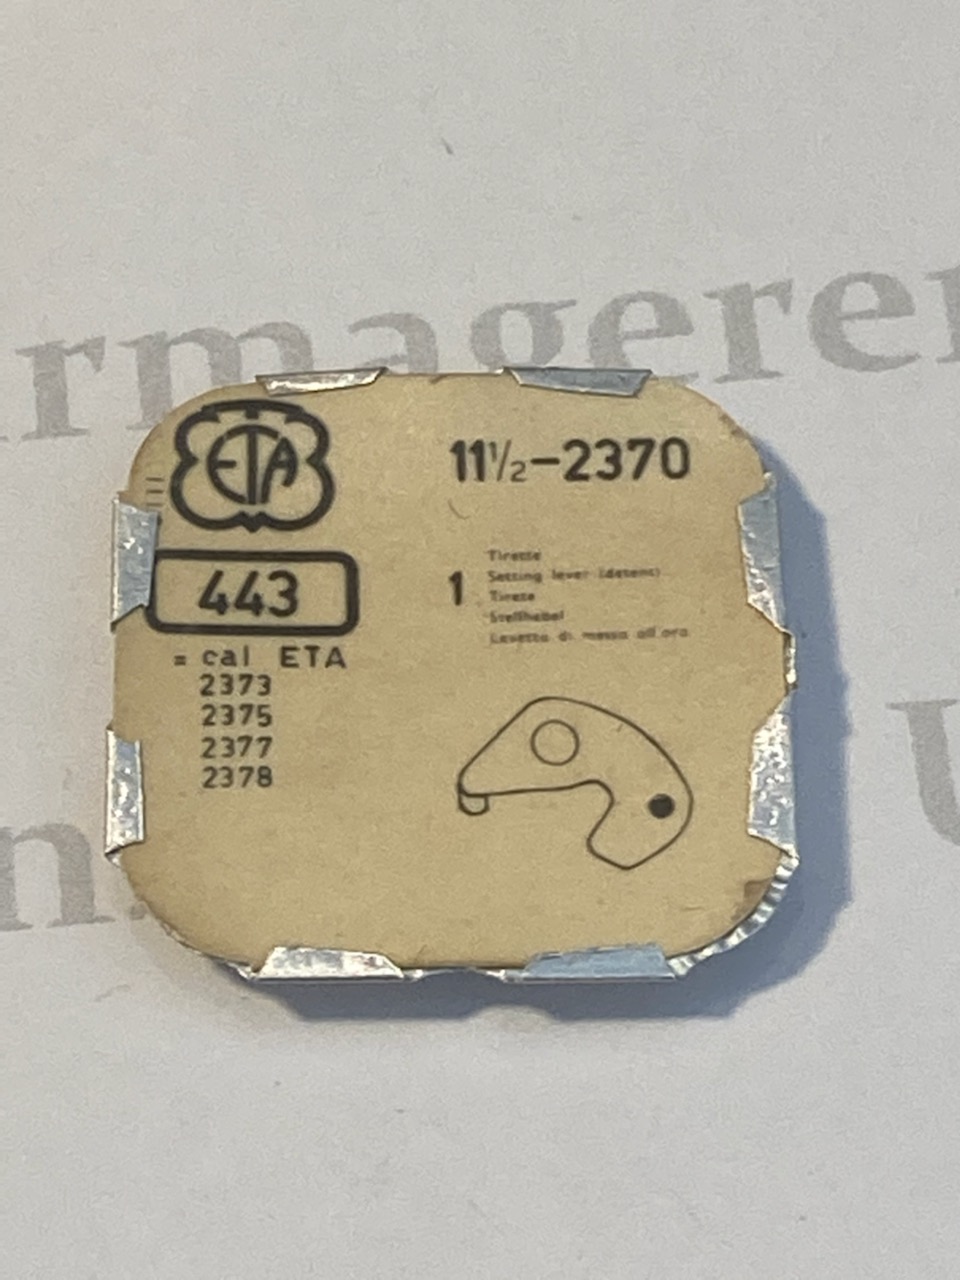 rmageren
ETA
11½-2370
443
1
Tirette
Setting lever (detent)
Tirete
Stellhebel
Levetta di messa all'ora
= cal ETA
2373
2375
2377
2378